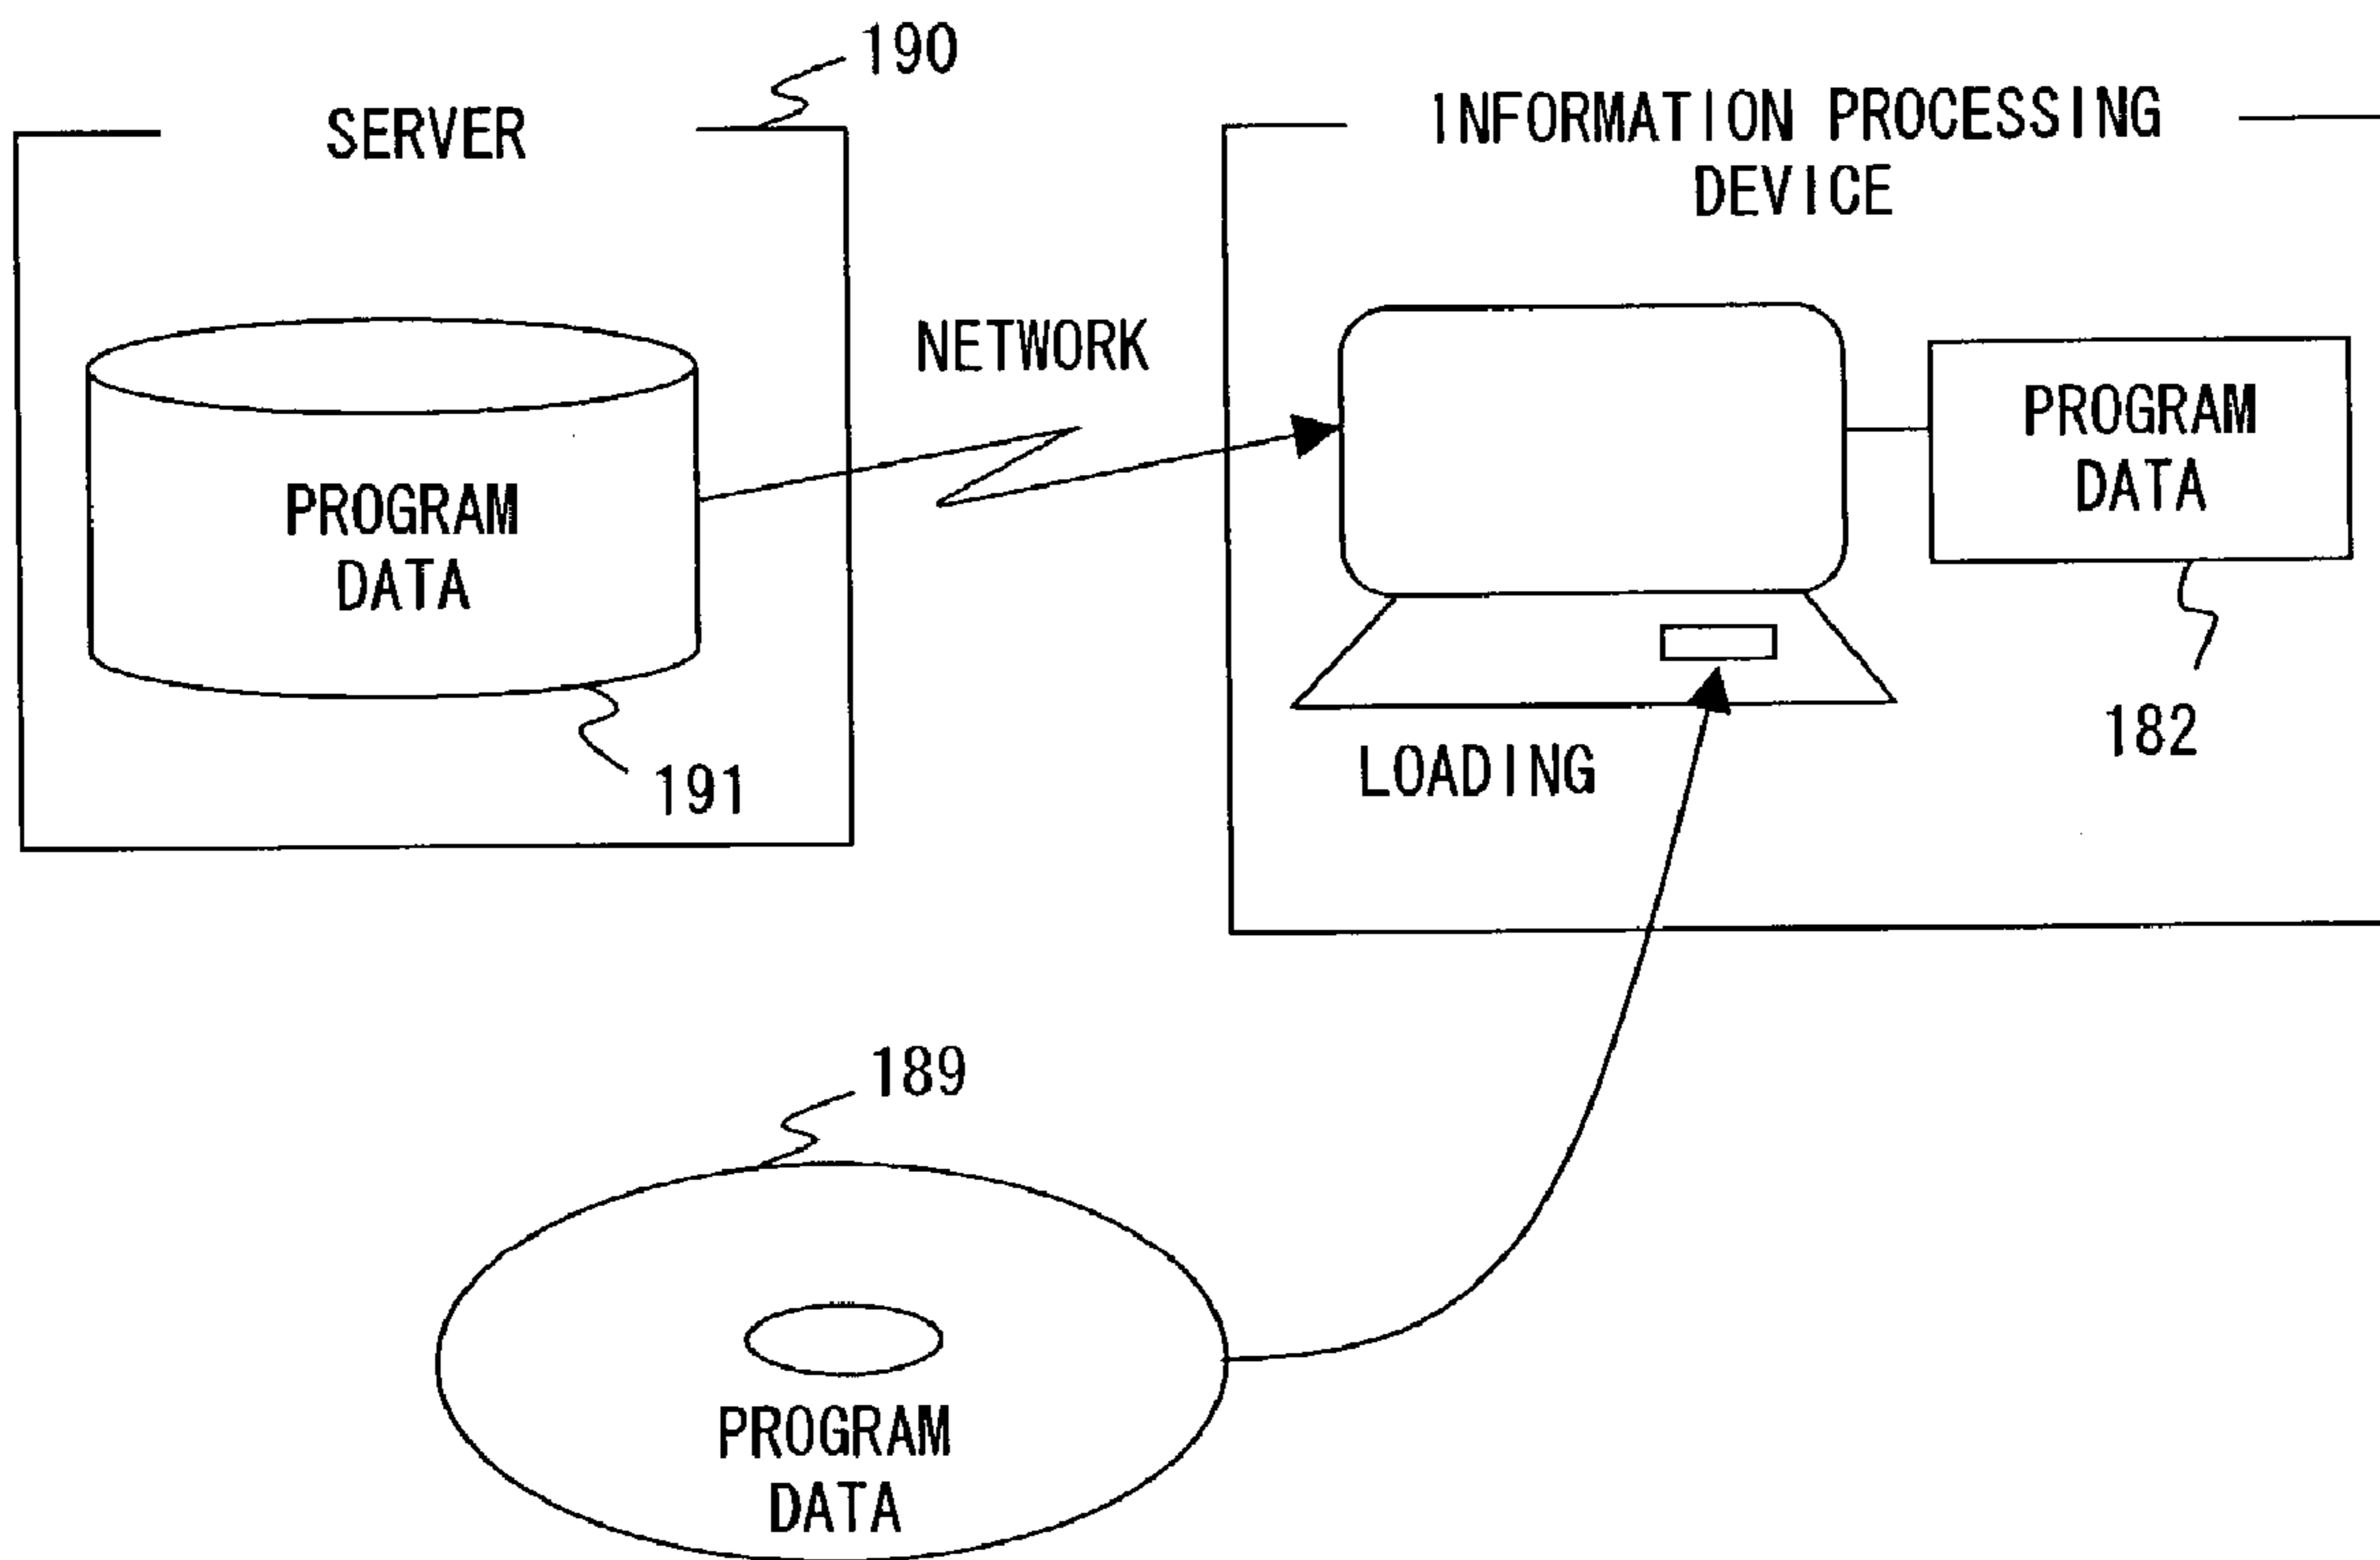 190
SERVER
INFORMATION PROCESSING
DEVICE
NETWORK
PROGRAM
DATA
PROGRAM
DATA
191
182
LOADING
189
PROGRAM
DATA